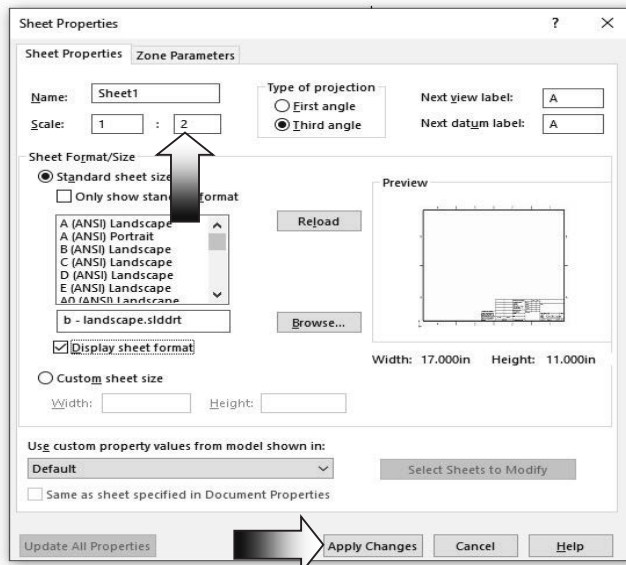 Sheet Properties ? ×
Sheet Properties Zone Parameters
Name: Sheet1
Scale: 1 : 2
Type of projection
First angle
Third angle
Next view label: A
Next datum label: A
Sheet Format/Size
Standard sheet size
Only show stan format
A (ANSI) Landscape
A (ANSI) Portrait
B (ANSI) Landscape
C (ANSI) Landscape
D (ANSI) Landscape
E (ANSI) Landscape
A0 (ANSI) Landscape
Reload
b - landscape.slddrt
Browse...
Display sheet format
Custom sheet size
Width: Height:
Preview
Width: 17.000in Height: 11.000in
Use custom property values from model shown in:
Default
Select Sheets to Modify
Same as sheet specified in Document Properties
Update All Properties Apply Changes Cancel Help